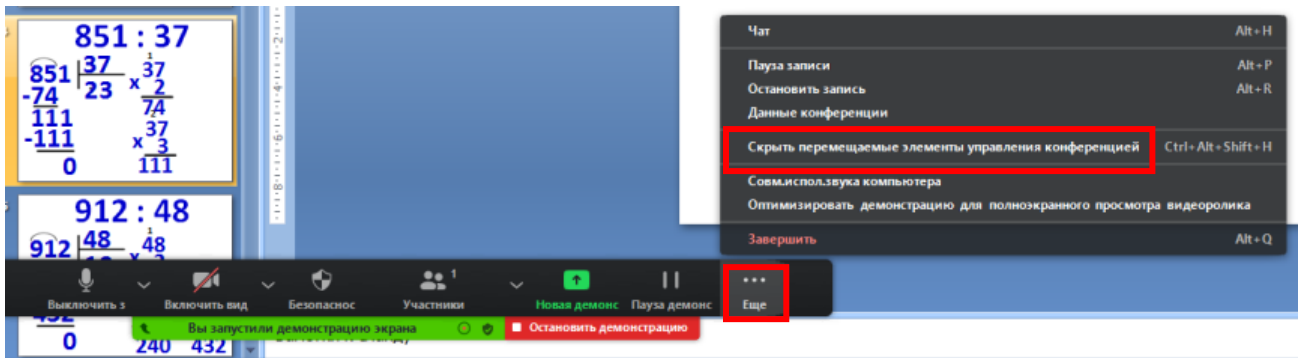 851 : 37
851 37
-74 23
111
-111
0
1
37
x 2
74
2
37
x 3
111
912 : 48
912 48
1
48
0
240 432
Чат Alt+H
Пауза записи Alt+P
Остановить запись Alt+R
Данные конференции
Скрыть перемещаемые элементы управления конференцией Ctrl+Alt+Shift+H
Совм.испол.звука компьютера
Оптимизировать демонстрацию для полноэкранного просмотра видеоролика
Завершить Alt+Q
1
Выключить з Включить вид Безопаснос Участники Новая демонс Пауза демонс Еще
Вы запустили демонстрацию экрана Остановить демонстрацию